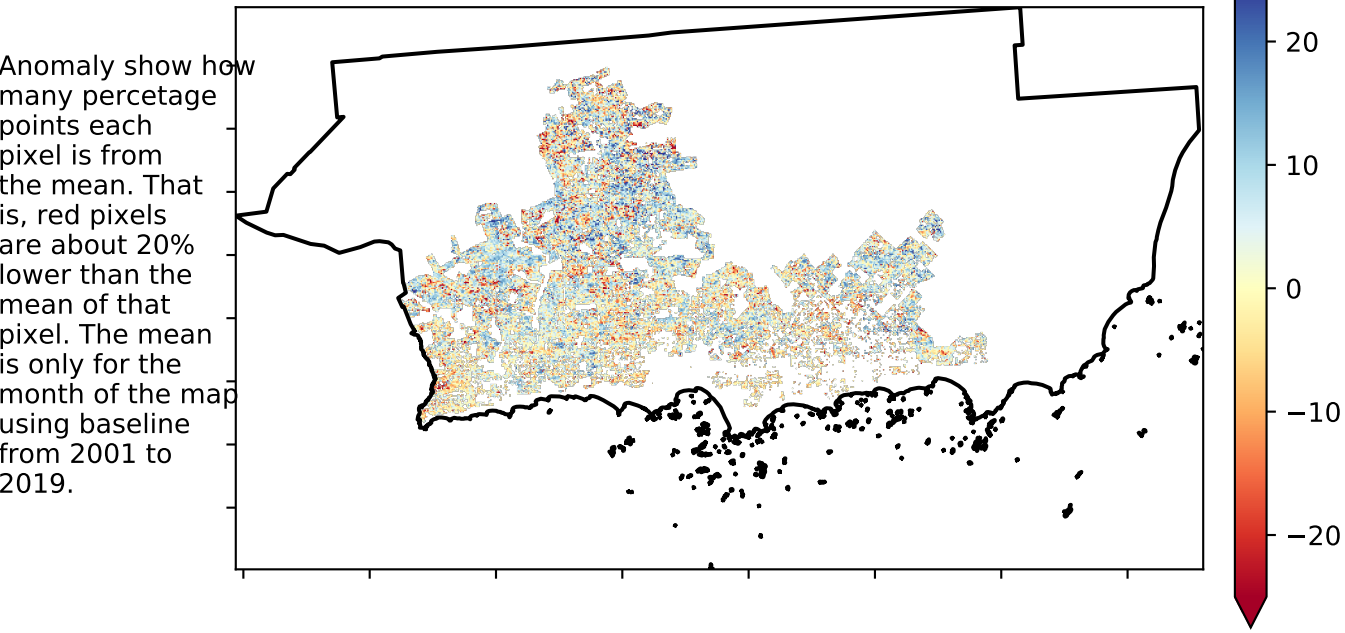 Anomaly show how
many percetage
points each
pixel is from
the mean. That
is, red pixels
are about 20%
lower than the
mean of that
pixel. The mean
is only for the
month of the map
using baseline
from 2001 to
2019.
20
10
0
−10
−20